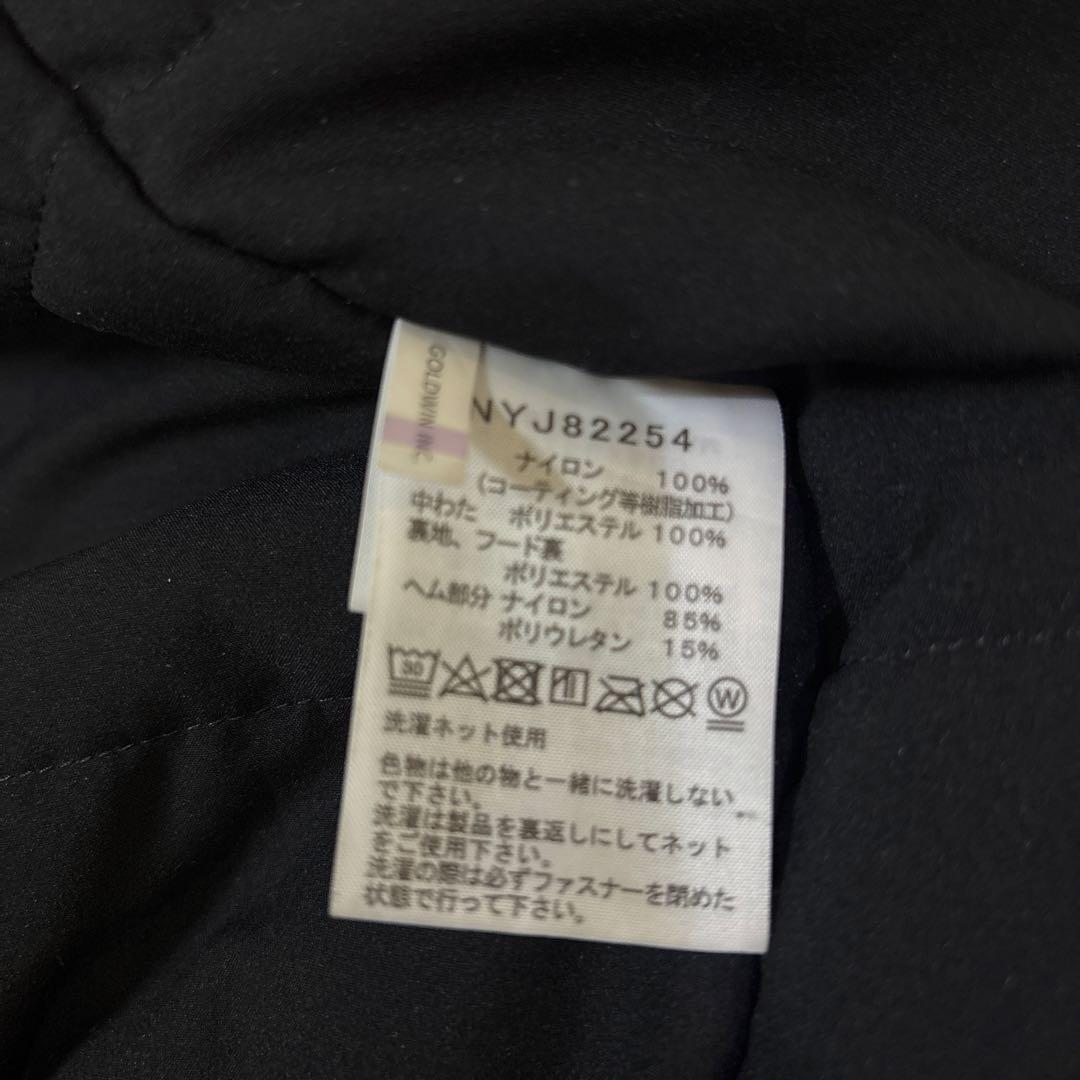 GOLDWIN INC.
NYJ82254
ナイロン 100%
(コーティング等樹脂加工)
中わた ポリエステル 100%
裏地、フード裏
ポリエステル 100%
ヘム部分 ナイロン 85%
ポリウレタン 15%
30 W
洗濯ネット使用
色物は他の物と一緒に洗濯しない
で下さい。
洗濯は製品を裏返しにしてネット
をご使用下さい。
洗濯の際は必ずファスナーを閉めた
状態で行って下さい。